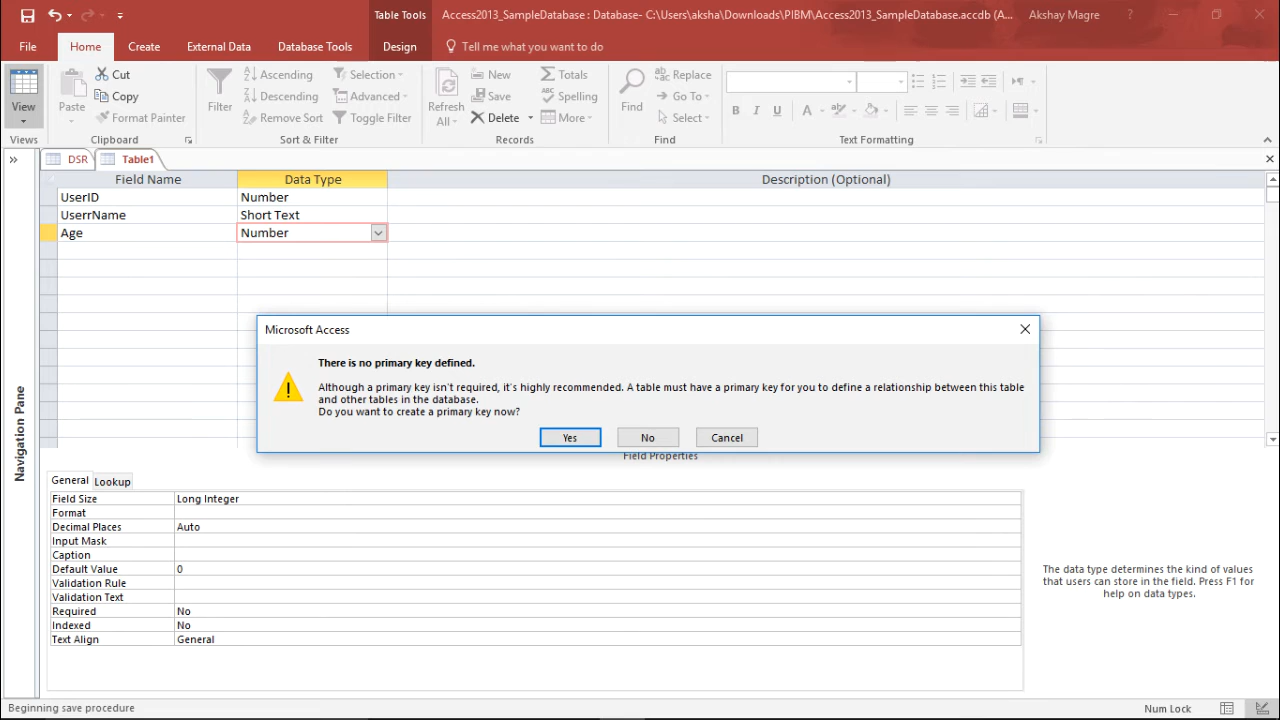 Table Tools
Access2013_SampleDatabase : Database- C:\Users\aksha\Downloads\PIBM\Access2013_SampleDatabase.accdb (A...
Akshay Magre
?
File
Home
Create
External Data
Database Tools
Design
Tell me what you want to do
View
Paste
Cut
Copy
Format Painter
Filter
Ascending
Descending
Remove Sort
Selection
Advanced
Toggle Filter
Refresh
All
New
Save
Delete
Totals
Spelling
More
Find
Replace
Go To
Select
B I U
Views
Clipboard
Sort & Filter
Records
Find
Text Formatting
DSR
Table1
Navigation Pane
Field Name
Data Type
Description (Optional)
UserID
Number
UserrName
Short Text
Age
Number
Microsoft Access
There is no primary key defined.
Although a primary key isn't required, it's highly recommended. A table must have a primary key for you to define a relationship between this table
and other tables in the database.
Do you want to create a primary key now?
Yes
No
Cancel
Field Properties
General
Lookup
Field Size
Long Integer
Format
Decimal Places
Auto
Input Mask
Caption
Default Value
0
Validation Rule
Validation Text
Required
No
Indexed
No
Text Align
General
The data type determines the kind of values
that users can store in the field. Press F1 for
help on data types.
Beginning save procedure
Num Lock